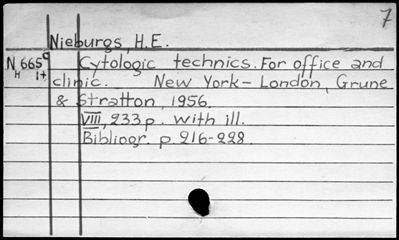 7
Nieburgs, H.E.
N 665c Cytologic technics. For office and
H 1+ clinic. New York - London, Grune
& Stratton, 1956.
VIII, 233 p. with ill.
Bibliogr. p. 216-228.